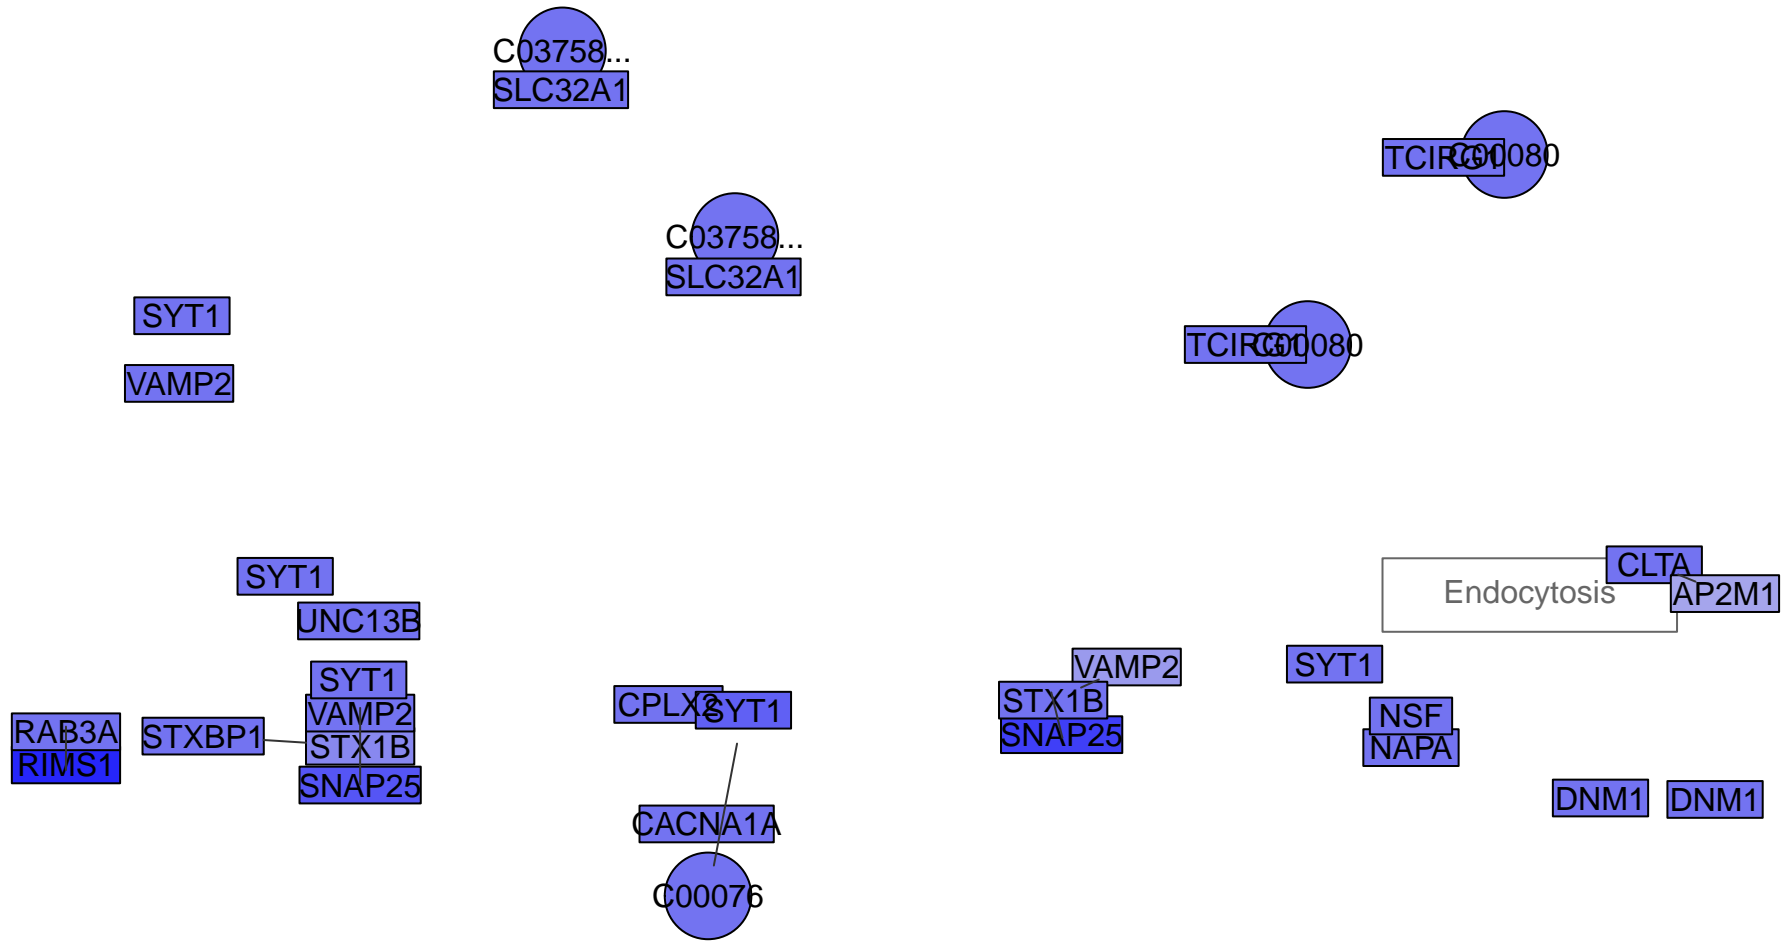 C03758...
SLC32A1
TCIRG1
C00080
C03758...
SLC32A1
SYT1
TCIRG1
C00080
VAMP2
SYT1
CLTA
Endocytosis
AP2M1
UNC13B
SYT1
VAMP2
SYT1
CPLX2
SYT1
STX1B
NSF
VAMP2
RAB3A
STXBP1
STX1B
SNAP25
NAPA
RIMS1
SNAP25
DNM1
DNM1
CACNA1A
C00076